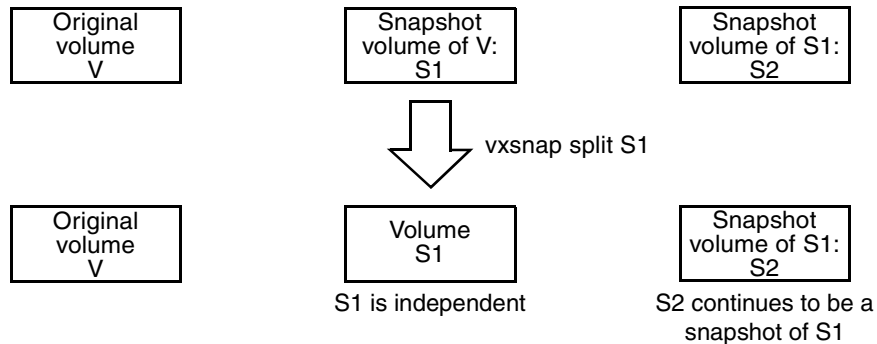 Original
volume
V
Snapshot
volume of V:
S1
Snapshot
volume of S1:
S2
vxsnap split S1
Original
volume
V
Volume
S1
Snapshot
volume of S1:
S2
S1 is independent
S2 continues to be a
snapshot of S1